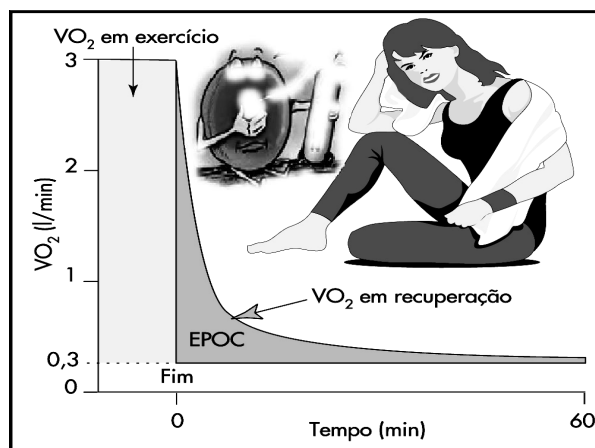 VO₂ em exercício
3
2
VO₂ (l/min)
1
VO₂ em recuperação
EPOC
0,3
Fim
0
0
60
Tempo (min)